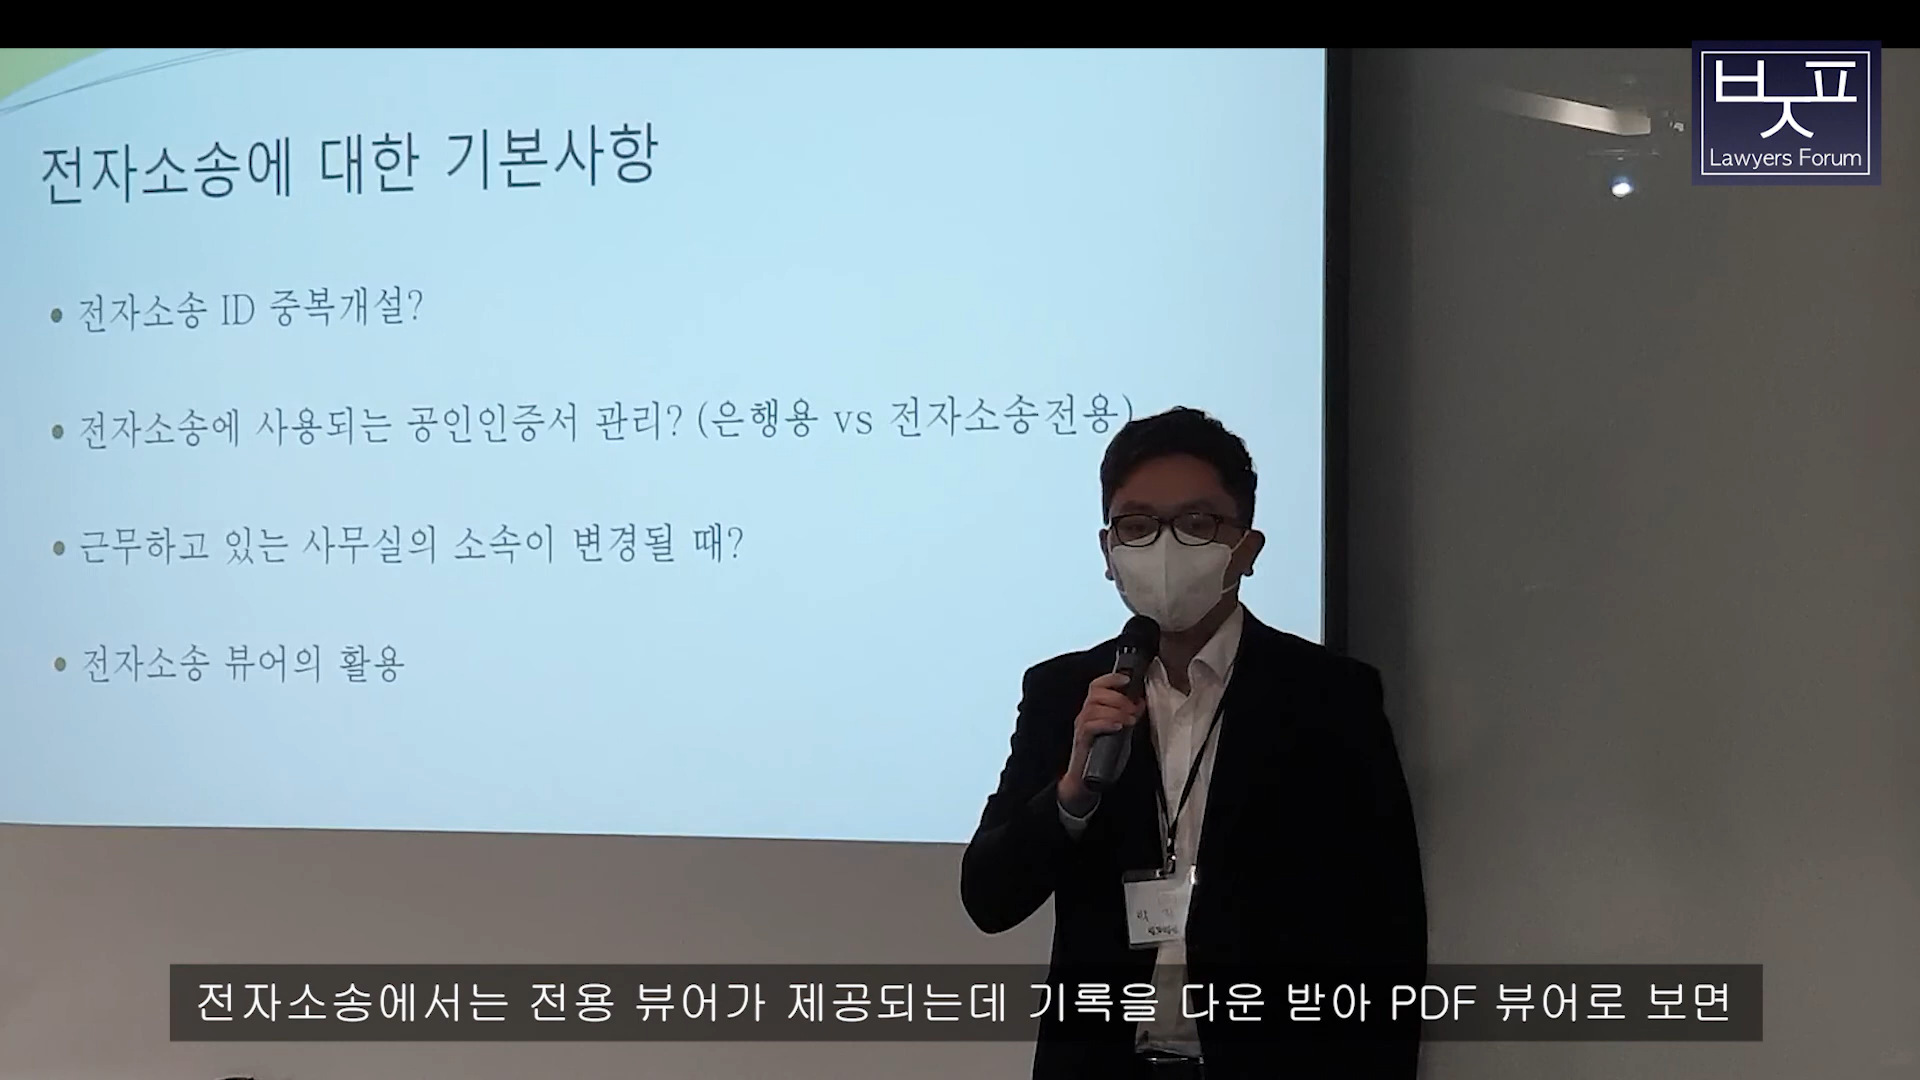 전자소송에 대한 기본사항
• 전자소송 ID 중복개설?
• 전자소송에 사용되는 공인인증서 관리? (은행용 vs 전자소송전용)
• 근무하고 있는 사무실의 소속이 변경될 때?
• 전자소송 뷰어의 활용
ㅂㅈㅍ
Lawyers Forum
전자소송에서는 전용 뷰어가 제공되는데 기록을 다운 받아 PDF 뷰어로 보면